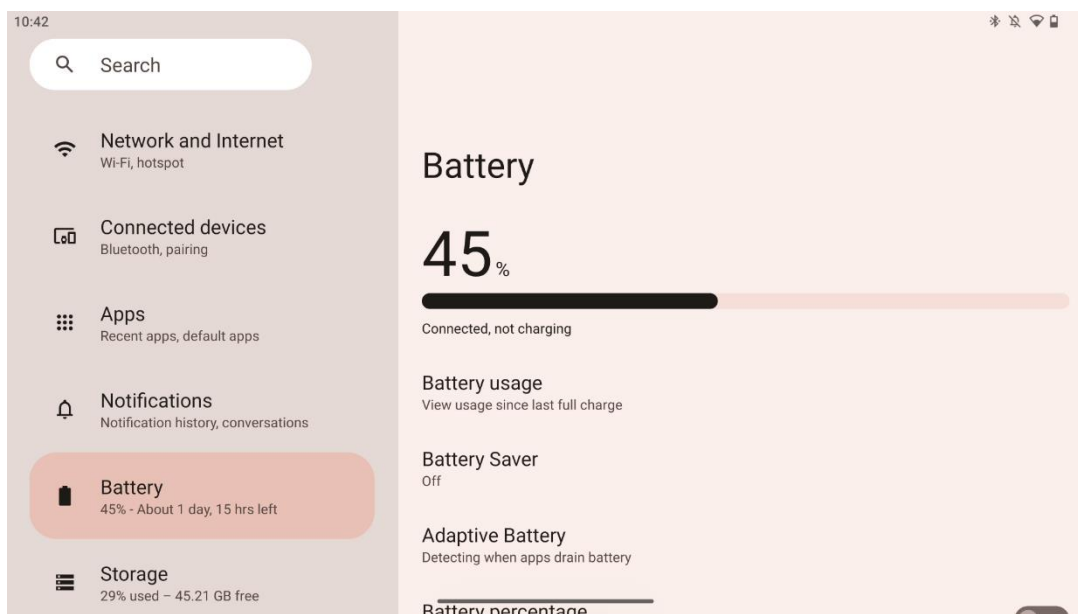 10:42
Search
Network and Internet
Wi-Fi, hotspot
Connected devices
Bluetooth, pairing
Apps
Recent apps, default apps
Notifications
Notification history, conversations
Battery
45% - About 1 day, 15 hrs left
Storage
29% used – 45.21 GB free
Battery
45%
Connected, not charging
Battery usage
View usage since last full charge
Battery Saver
Off
Adaptive Battery
Detecting when apps drain battery
Battery percentage